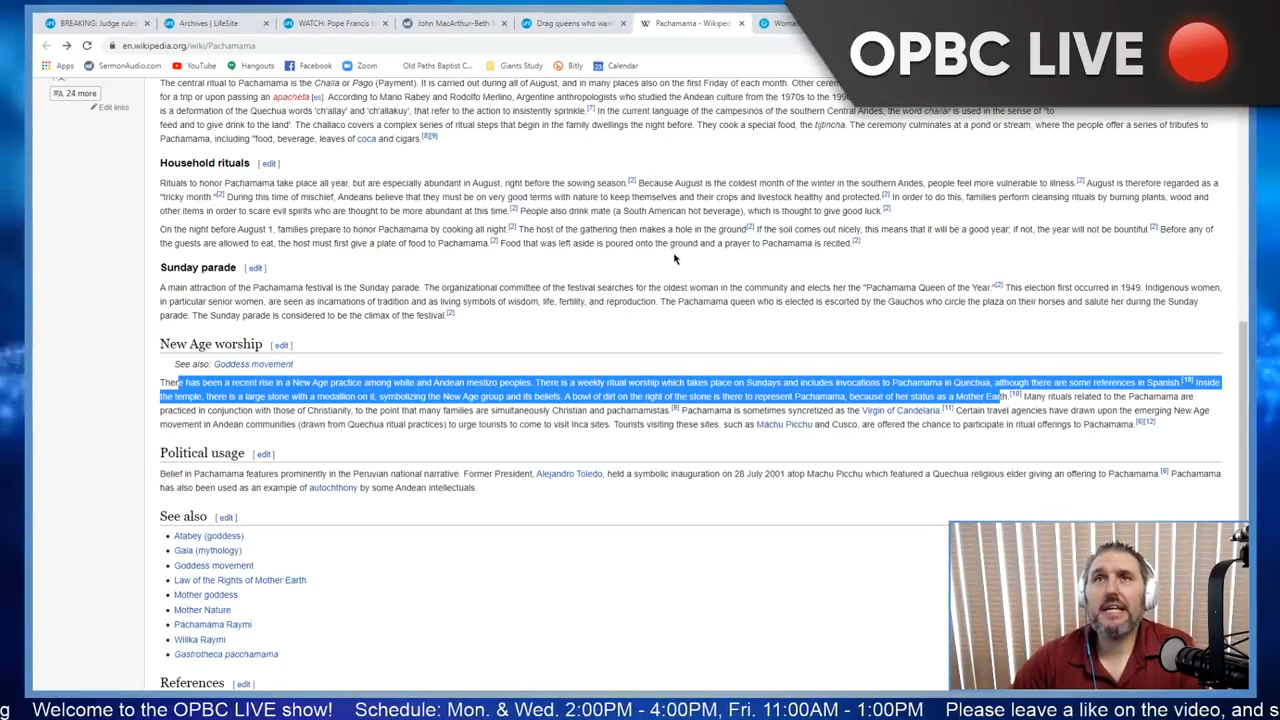 BREAKING: Judge rules
Archives | LifeSite
WATCH: Pope Francis b
John MacArthur-Beth M
Drag queens who want
Pachamama - Wikiped
Woma
OPBC LIVE
en.wikipedia.org/wiki/Pachamama
Apps
SermonAudio.com
YouTube
Hangouts
Facebook
Zoom
Old Paths Baptist C...
Giants Study
Bitly
Calendar
24 more
Edit links
The central ritual to Pachamama is the Challa or Pago (Payment). It is carried out during all of August, and in many places also on the first Friday of each month. Other cere
for a trip or upon passing an apacheta [es]. According to Mario Rabey and Rodolfo Merlino, Argentine anthropologists who studied the Andean culture from the 1970s to the 199
is a deformation of the Quechua words 'ch'allay' and 'ch'allakuy', that refer to the action to insistently sprinkle.[7] In the current language of the campesinos of the southern Central Andes, the word challar is used in the sense of "to
feed and to give drink to the land'. The challaco covers a complex series of ritual steps that begin in the family dwellings the night before. They cook a special food, the tijtincha. The ceremony culminates at a pond or stream, where the people offer a series of tributes to
Pachamama, including "food, beverage, leaves of coca and cigars.[8][9]
Household rituals [edit]
Rituals to honor Pachamama take place all year, but are especially abundant in August, right before the sowing season.[2] Because August is the coldest month of the winter in the southern Andes, people feel more vulnerable to illness.[2] August is therefore regarded as a
"tricky month."[2] During this time of mischief, Andeans believe that they must be on very good terms with nature to keep themselves and their crops and livestock healthy and protected.[2] In order to do this, families perform cleansing rituals by burning plants, wood and
other items in order to scare evil spirits who are thought to be more abundant at this time.[2] People also drink mate (a South American hot beverage), which is thought to give good luck.[2]
On the night before August 1, families prepare to honor Pachamama by cooking all night.[2] The host of the gathering then makes a hole in the ground[2] If the soil comes out nicely, this means that it will be a good year; if not, the year will not be bountiful.[2] Before any of
the guests are allowed to eat, the host must first give a plate of food to Pachamama.[2] Food that was left aside is poured onto the ground and a prayer to Pachamama is recited.[2]
Sunday parade [edit]
A main attraction of the Pachamama festival is the Sunday parade. The organizational committee of the festival searches for the oldest woman in the community and elects her the "Pachamama Queen of the Year."[2] This election first occurred in 1949. Indigenous women,
in particular senior women, are seen as incarnations of tradition and as living symbols of wisdom, life, fertility, and reproduction. The Pachamama queen who is elected is escorted by the Gauchos who circle the plaza on their horses and salute her during the Sunday
parade. The Sunday parade is considered to be the climax of the festival.[2]
New Age worship [edit]
See also: Goddess movement
There has been a recent rise in a New Age practice among white and Andean mestizo peoples. There is a weekly ritual worship which takes place on Sundays and includes invocations to Pachamama in Quechua, although there are some references in Spanish.[10] Inside
the temple, there is a large stone with a medallion on it, symbolizing the New Age group and its beliefs. A bowl of dirt on the right of the stone is there to represent Pachamama, because of her status as a Mother Earth.[10] Many rituals related to the Pachamama are
practiced in conjunction with those of Christianity, to the point that many families are simultaneously Christian and pachamamistas.[9] Pachamama is sometimes syncretized as the Virgin of Candelaria.[11] Certain travel agencies have drawn upon the emerging New Age
movement in Andean communities (drawn from Quechua ritual practices) to urge tourists to come to visit Inca sites. Tourists visiting these sites, such as Machu Picchu and Cusco, are offered the chance to participate in ritual offerings to Pachamama.[6][12]
Political usage [edit]
Belief in Pachamama features prominently in the Peruvian national narrative. Former President, Alejandro Toledo, held a symbolic inauguration on 28 July 2001 atop Machu Picchu which featured a Quechua religious elder giving an offering to Pachamama.[6] Pachamama
has also been used as an example of autochthony by some Andean intellectuals.
See also [edit]
Atabey (goddess)
Gaia (mythology)
Goddess movement
Law of the Rights of Mother Earth
Mother goddess
Mother Nature
Pachamama Raymi
Willka Raymi
Gastrotheca pacchamama
References [edit]
g Welcome to the OPBC LIVE show! Schedule: Mon. & Wed. 2:00PM - 4:00PM, Fri. 11:00AM - 1:00PM Please leave a like on the video, and s